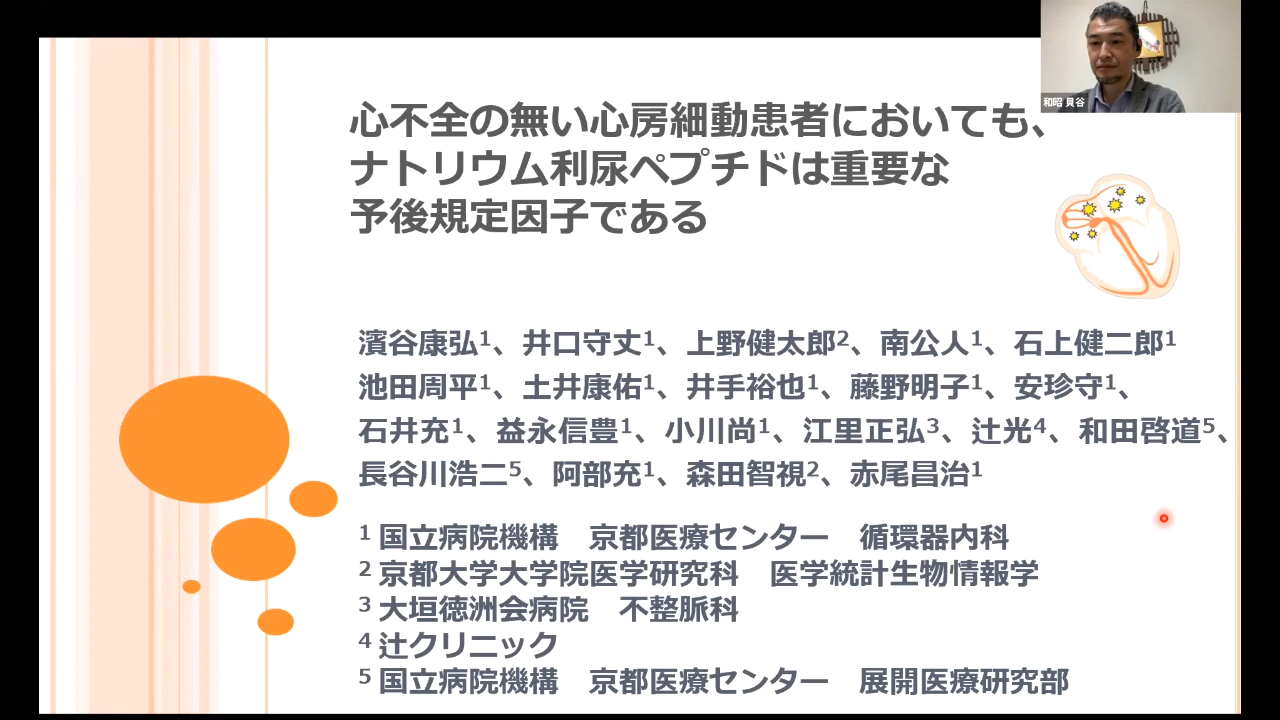 心不全の無い心房細動患者においても、
ナトリウム利尿ペプチドは重要な
予後規定因子である
和昭 貝谷
濱谷康弘1、井口守丈1、上野健太郎2、南公人1、石上健二郎1
池田周平1、土井康佑1、井手裕也1、藤野明子1、安珍守1、
石井充1、益永信豊1、小川尚1、江里正弘3、辻光4、和田啓道5、
長谷川浩二5、阿部充1、森田智視2、赤尾昌治1
1 国立病院機構　京都医療センター　循環器内科
2 京都大学大学院医学研究科　医学統計生物情報学
3 大垣徳洲会病院　不整脈科
4 辻クリニック
5 国立病院機構　京都医療センター　展開医療研究部